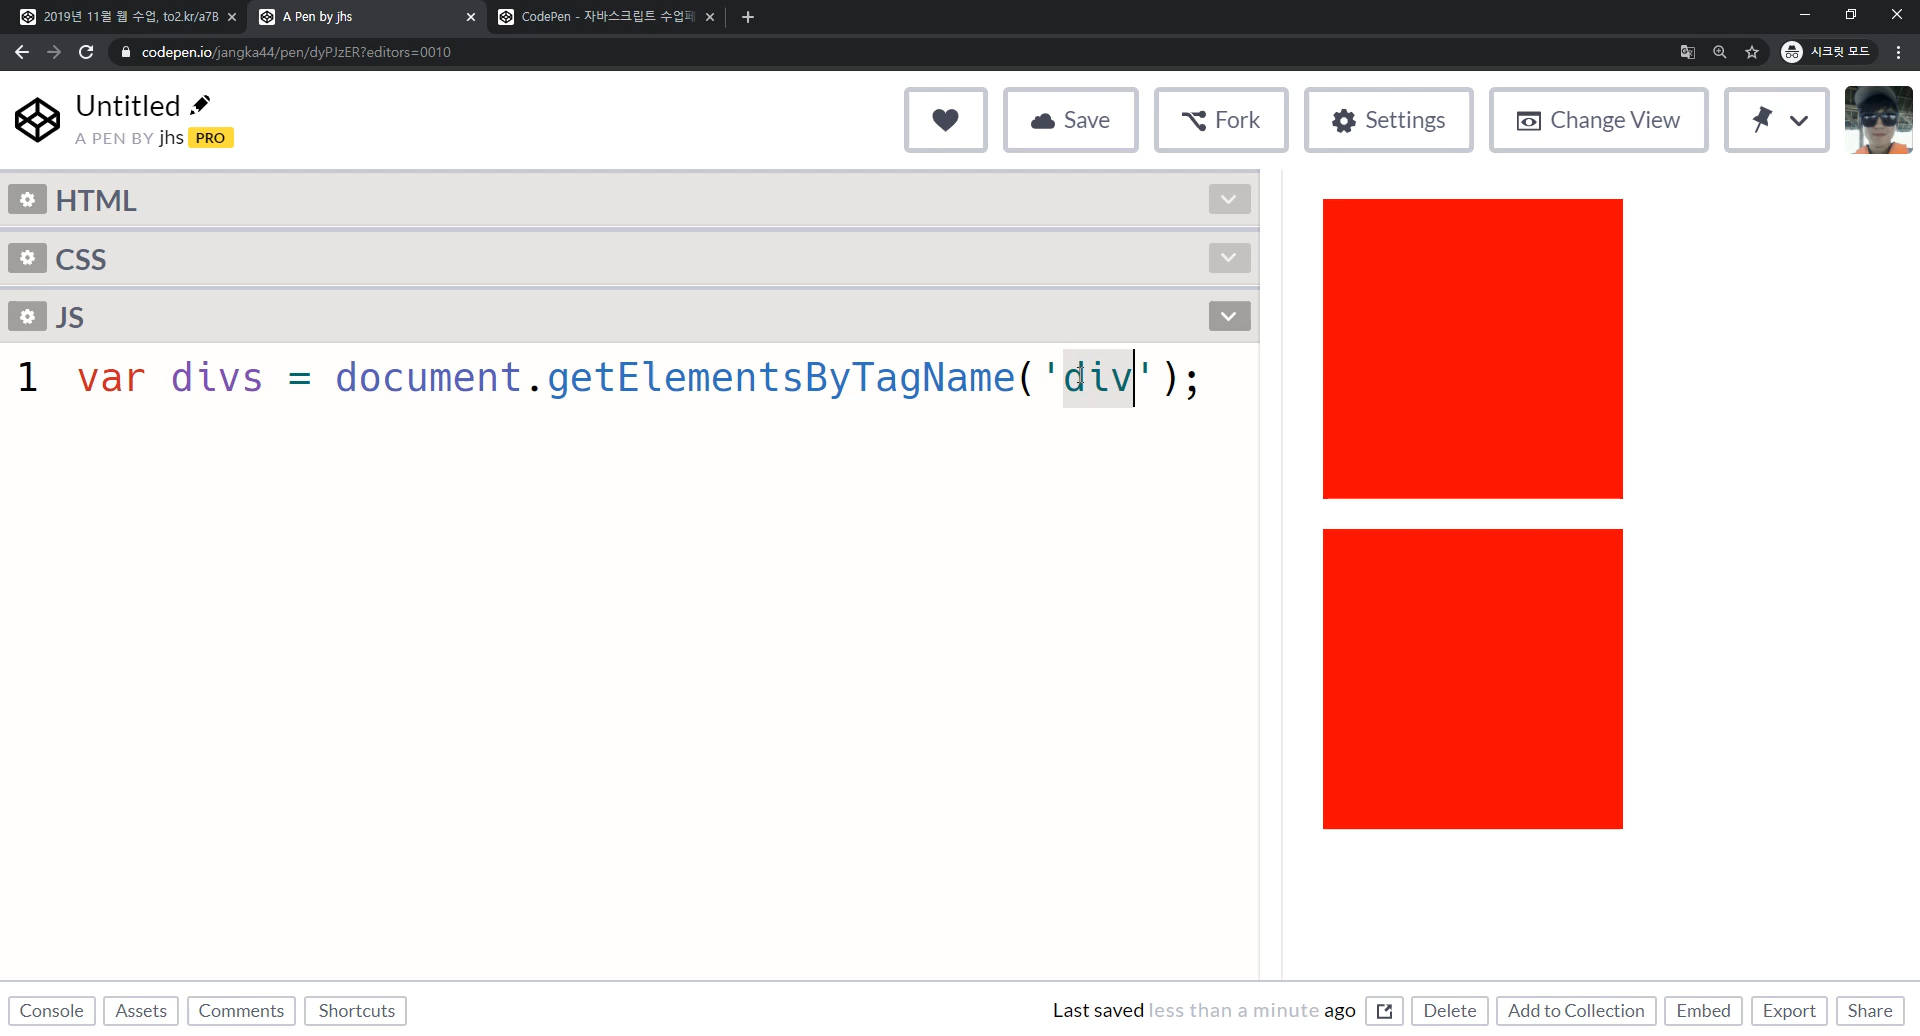 2019년 11월 웹 수업, to2.kr/a7B
A Pen by jhs
CodePen - 자바스크립트 수업
codepen.io/jangka44/pen/dyPJzER?editors=0010
시크릿 모드
Untitled
A PEN BY jhs PRO
Save
Fork
Settings
Change View
HTML
CSS
JS
1 var divs = document.getElementsByTagName('div');
Console
Assets
Comments
Shortcuts
Last saved less than a minute ago
Delete
Add to Collection
Embed
Export
Share